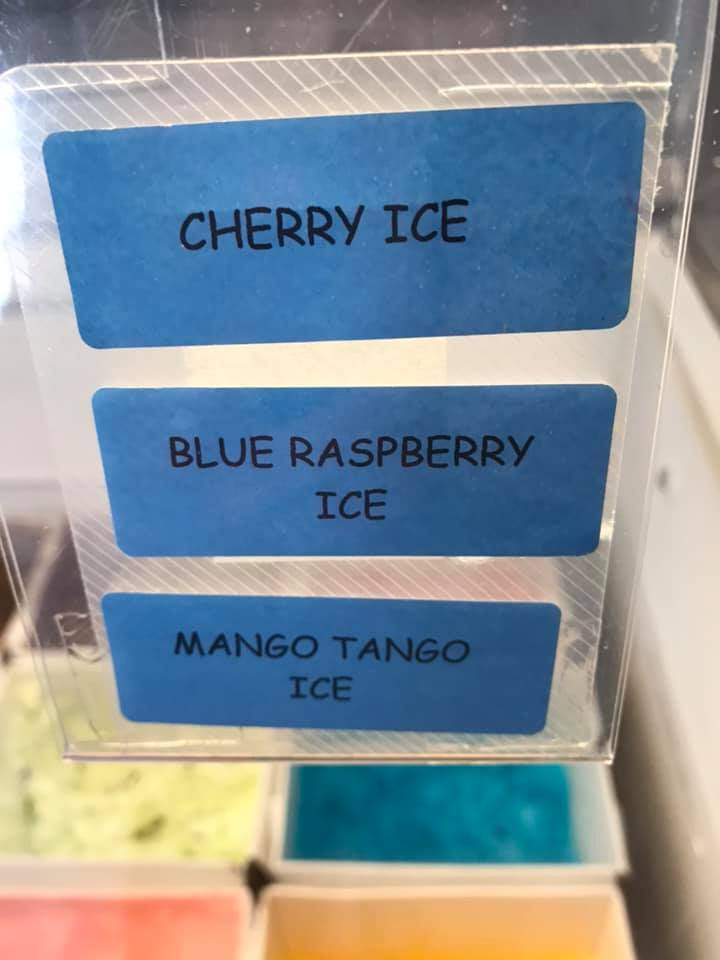 CHERRY ICE
BLUE RASPBERRY
ICE
MANGO TANGO
ICE